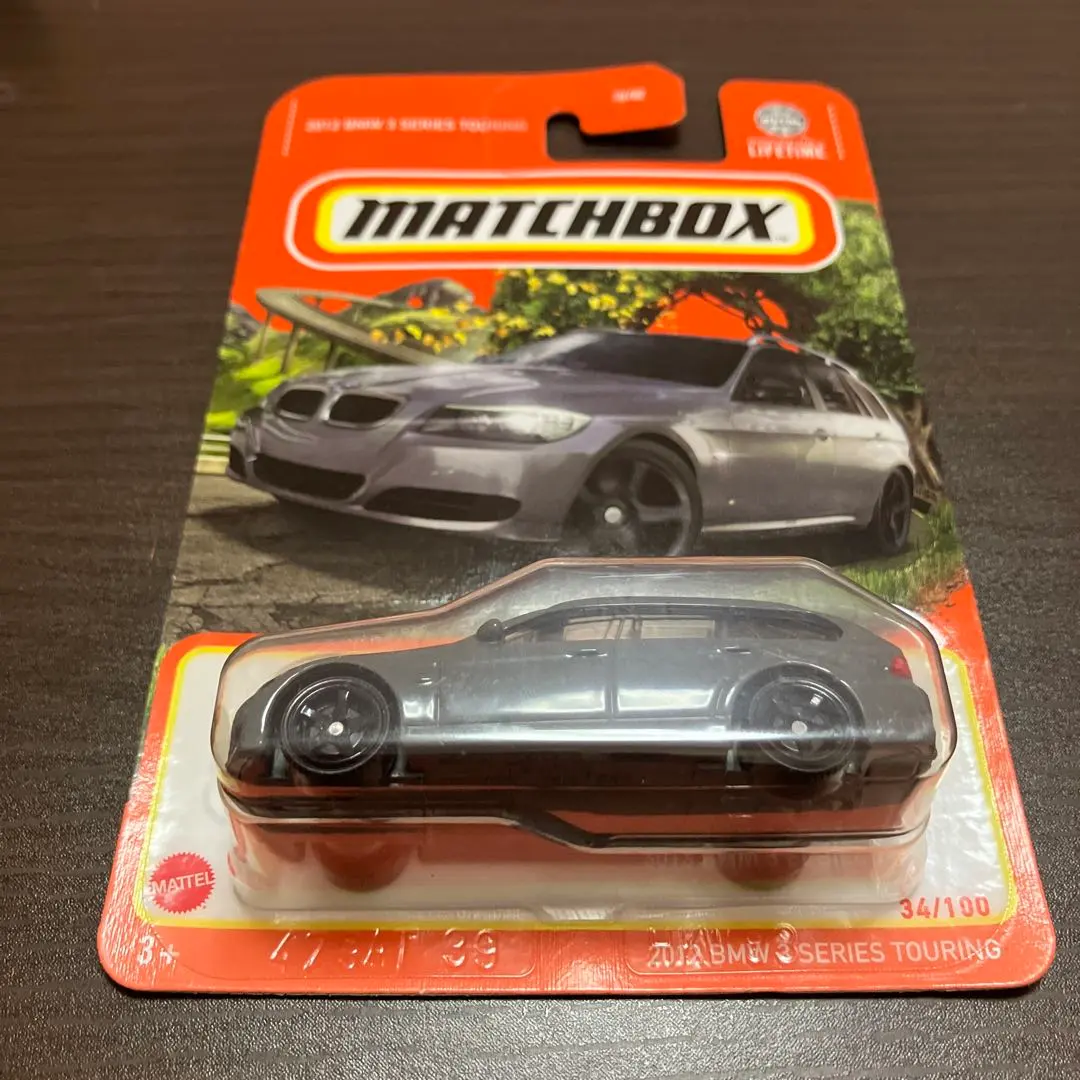 2012 BMW 3 SERIES TOURING
LIFETIME
MATCHBOX
MATTEL
34/100
3+
2012 BMW 3 SERIES TOURING